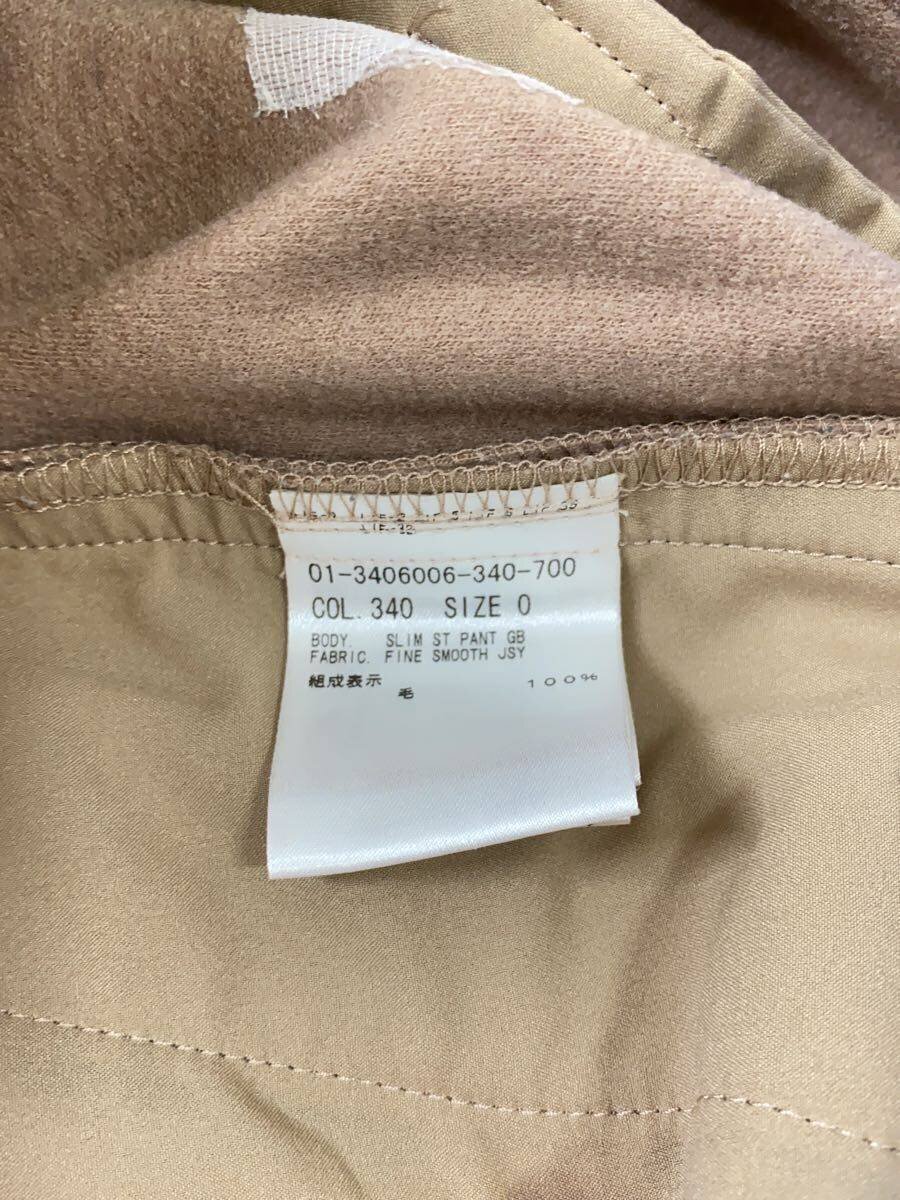 01-3406006-340-700
COL. 340 SIZE 0
BODY. SLIM ST PANT GB
FABRIC. FINE SMOOTH JSY
組成表示
毛 100%